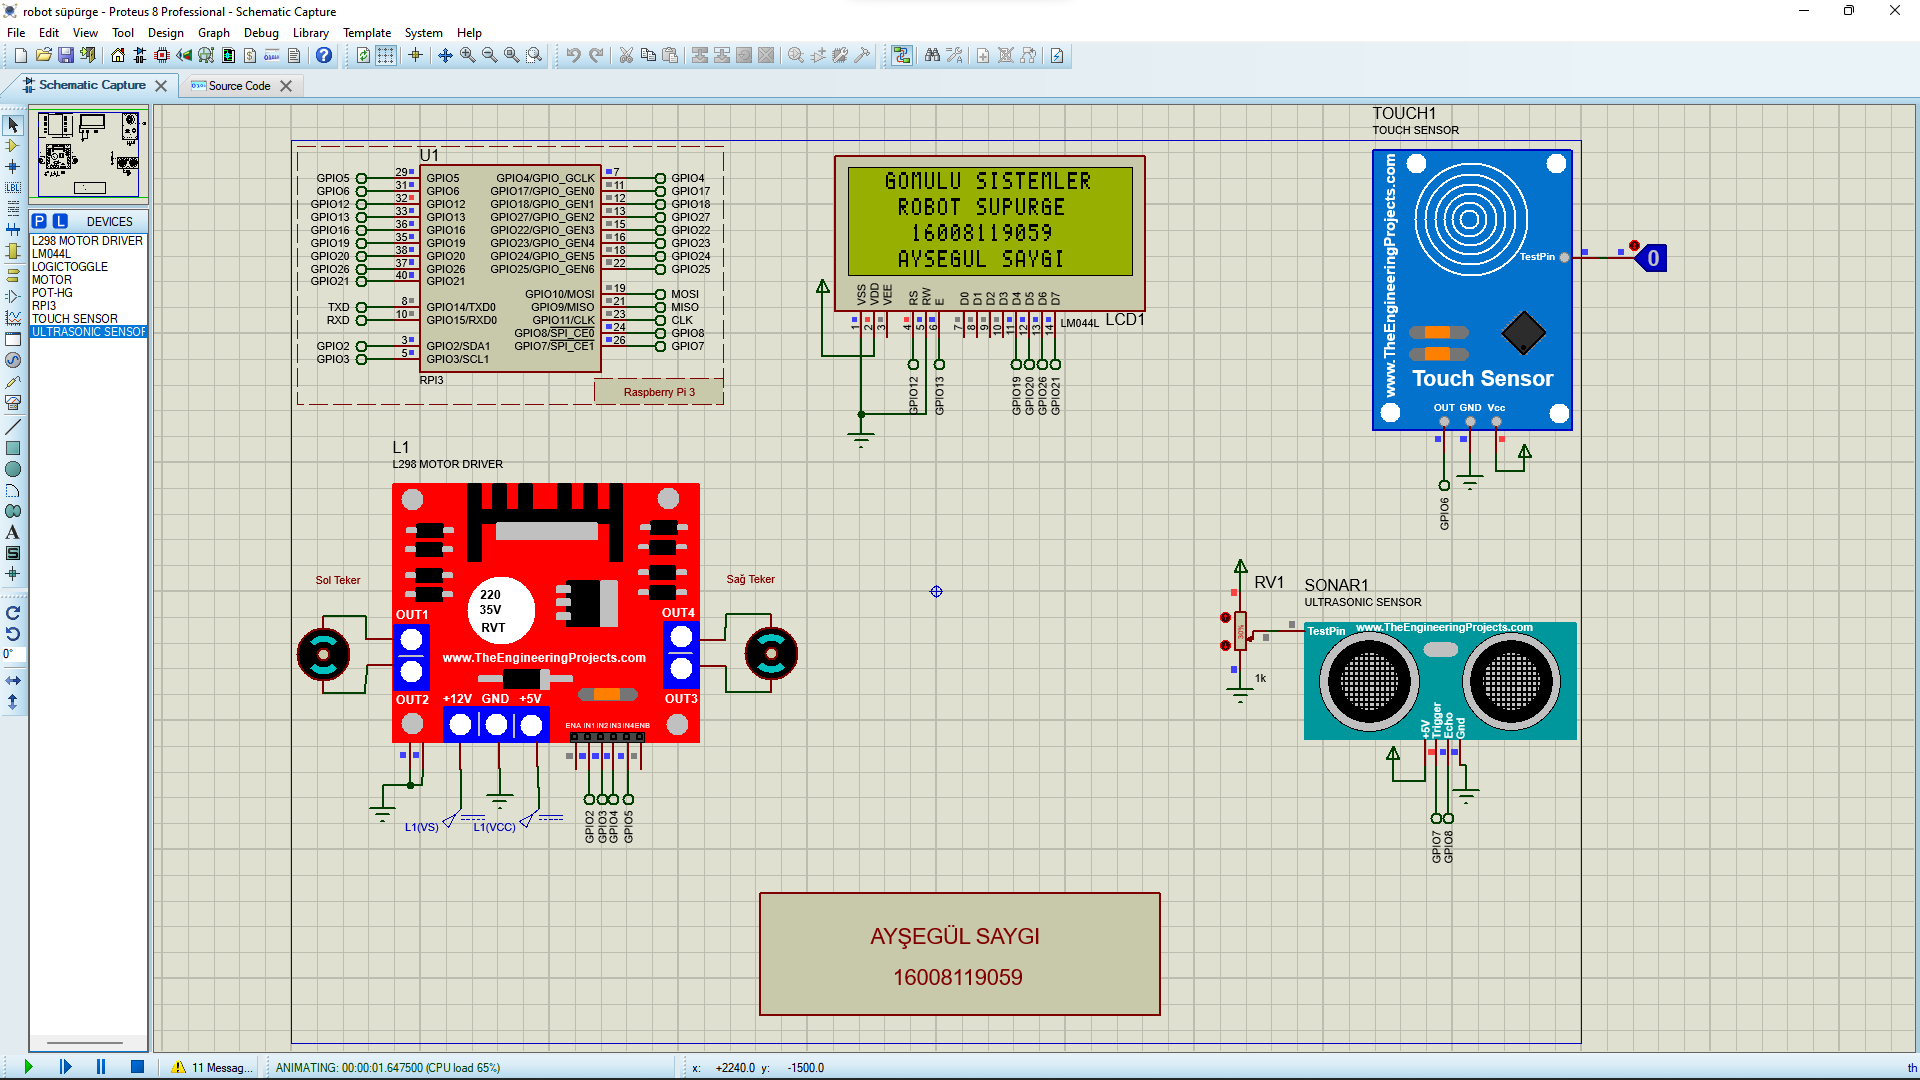 robot süpürge - Proteus 8 Professional - Schematic Capture
File Edit View Tool Design Graph Debug Library Template System Help
Schematic Capture
Source Code
P L DEVICES
L298 MOTOR DRIVER
LM044L
LOGICTOGGLE
MOTOR
POT-HG
RPI3
TOUCH SENSOR
ULTRASONIC SENSOR
LBL
A
S
0°
U1
GPIO5 29 GPIO5 GPIO4/GPIO_GCLK 7 GPIO4
GPIO6 31 GPIO6 GPIO17/GPIO_GEN0 11 GPIO17
GPIO12 32 GPIO12 GPIO18/GPIO_GEN1 12 GPIO18
GPIO13 33 GPIO13 GPIO27/GPIO_GEN2 13 GPIO27
GPIO16 36 GPIO16 GPIO22/GPIO_GEN3 15 GPIO22
GPIO19 35 GPIO19 GPIO23/GPIO_GEN4 16 GPIO23
GPIO20 38 GPIO20 GPIO24/GPIO_GEN5 18 GPIO24
GPIO26 37 GPIO26 GPIO25/GPIO_GEN6 22 GPIO25
GPIO21 40 GPIO21
GPIO10/MOSI 19 MOSI
TXD 8 GPIO14/TXD0 GPIO9/MISO 21 MISO
RXD 10 GPIO15/RXD0 GPIO11/CLK 23 CLK
GPIO8/SPI_CE0 24 GPIO8
GPIO2 3 GPIO2/SDA1 GPIO7/SPI_CE1 26 GPIO7
GPIO3 5 GPIO3/SCL1
RPI3
Raspberry Pi 3
GOMULU SISTEMLER
ROBOT SUPURGE
16008119059
AYSEGUL SAYGI
VSS VDD VEE RS RW E D0 D1 D2 D3 D4 D5 D6 D7
1 2 3 4 5 6 7 8 9 10 11 12 13 14
LM044L LCD1
GPIO12 GPIO13 GPIO19 GPIO20 GPIO26 GPIO21
TOUCH1
TOUCH SENSOR
www.TheEngineeringProjects.com
TestPin
0
Touch Sensor
OUT GND Vcc
GPIO6
L1
L298 MOTOR DRIVER
Sol Teker
Sağ Teker
220
35V
RVT
OUT1
OUT4
www.TheEngineeringProjects.com
OUT2 +12V GND +5V OUT3
ENA IN1 IN2 IN3 IN4 ENB
L1(VS) L1(VCC)
GPIO2 GPIO3 GPIO4 GPIO5
RV1
30%
1k
SONAR1
ULTRASONIC SENSOR
TestPin www.TheEngineeringProjects.com
+5V Trigger Echo Gnd
GPIO7 GPIO8
AYŞEGÜL SAYGI
16008119059
11 Messag...
ANIMATING: 00:00:01.647500 (CPU load 65%)
x: +2240.0 y: -1500.0
th